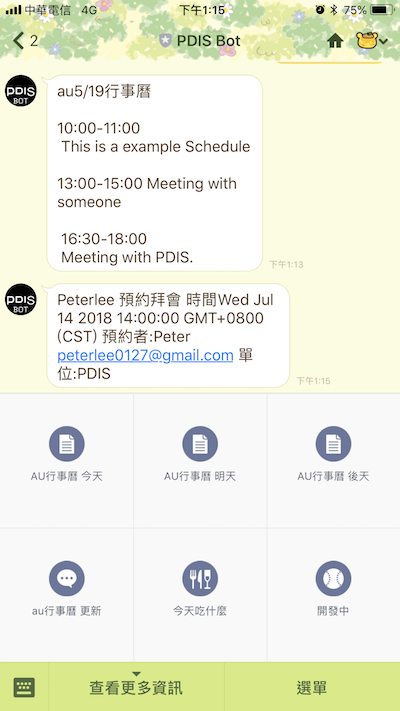 中華電信 4G 下午1:15 75%
2 PDIS Bot
PDIS
BOT
au5/19行事曆
10:00-11:00
This is a example Schedule
13:00-15:00 Meeting with
someone
16:30-18:00
Meeting with PDIS.
下午1:13
PDIS
BOT
Peterlee 預約拜會 時間Wed Jul
14 2018 14:00:00 GMT+0800
(CST) 預約者:Peter
peterlee0127@gmail.com 單
位:PDIS
下午1:15
AU行事曆 今天
AU行事曆 明天
AU行事曆 後天
au行事曆 更新
今天吃什麼
開發中
查看更多資訊
選單